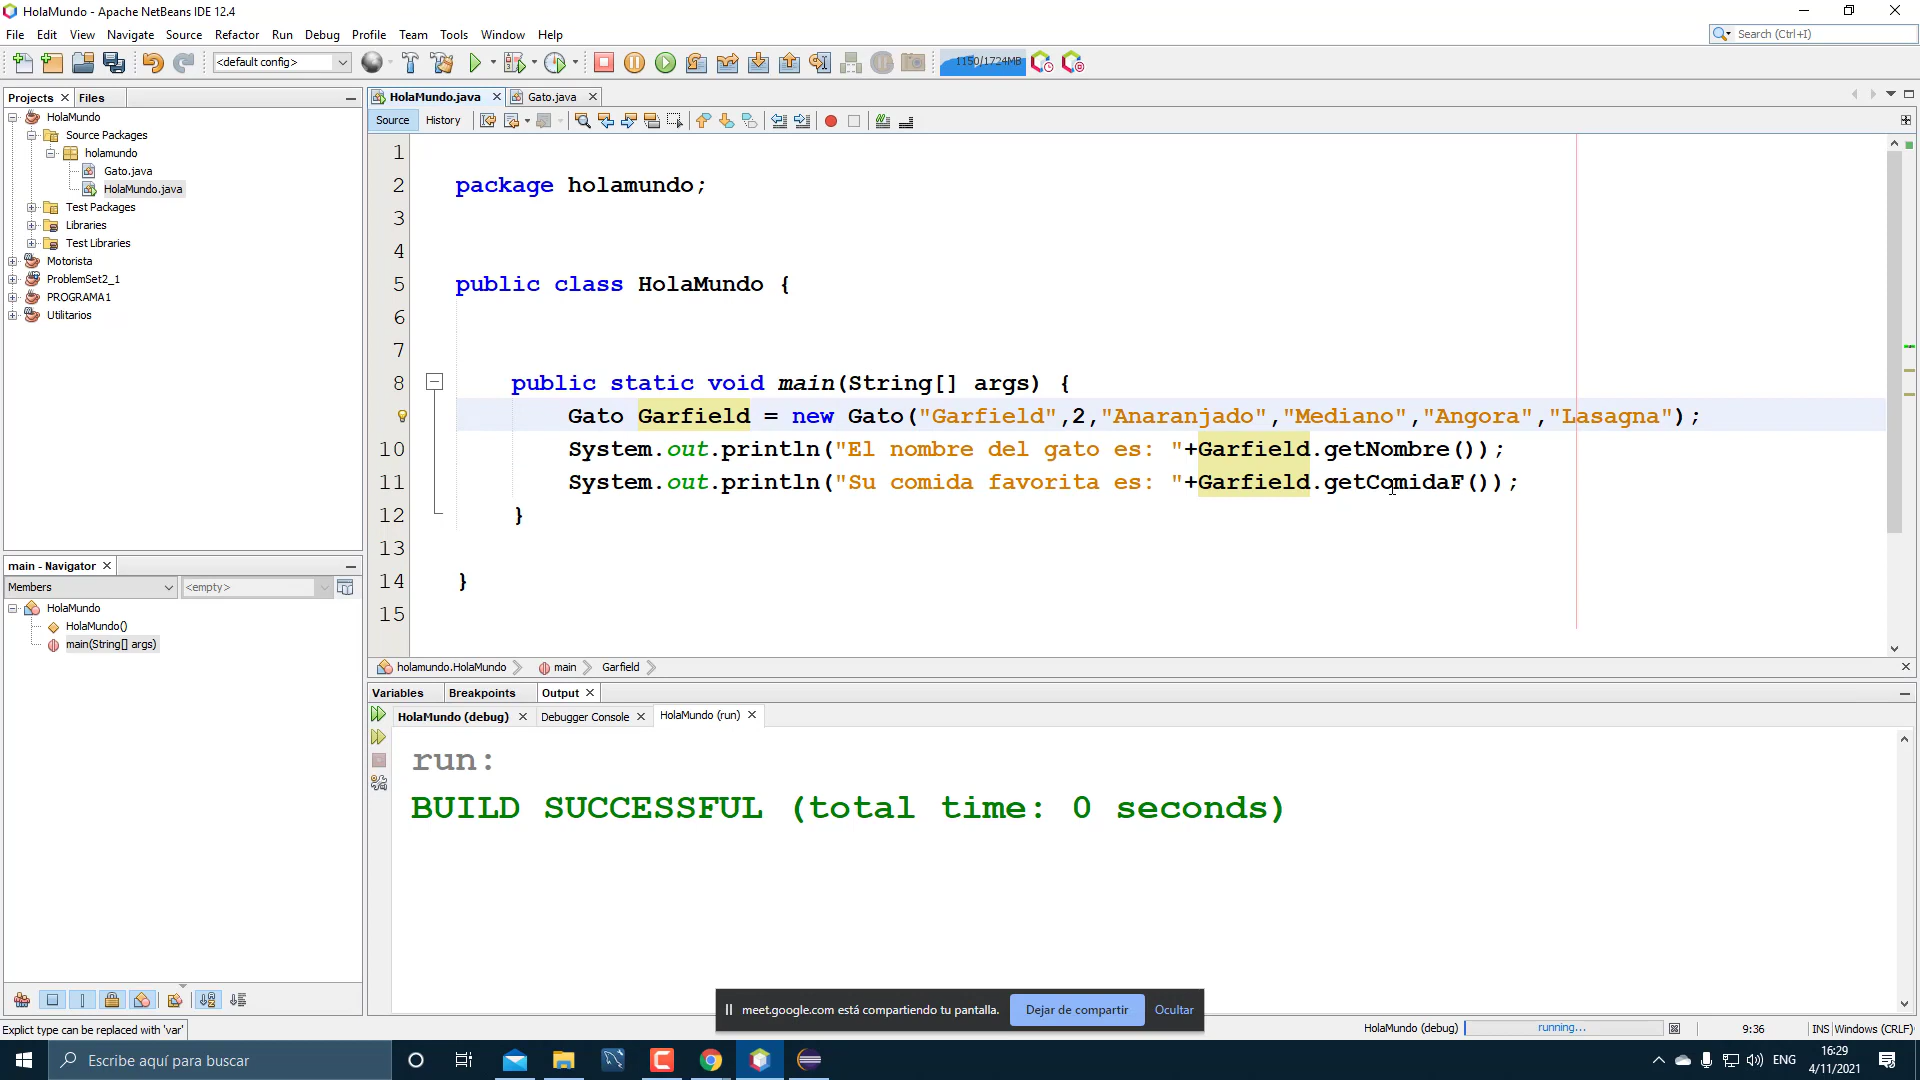 HolaMundo - Apache NetBeans IDE 12.4
File Edit View Navigate Source Refactor Run Debug Profile Team Tools Window Help
Search (Ctrl+I)
<default config>
1150/1724MB
Projects Files
HolaMundo
Source Packages
holamundo
Gato.java
HolaMundo.java
Test Packages
Libraries
Test Libraries
Motorista
ProblemSet2_1
PROGRAMA1
Utilitarios
main - Navigator
Members <empty>
HolaMundo
HolaMundo()
main(String[] args)
HolaMundo.java Gato.java
Source History
1
2 package holamundo;
3
4
5 public class HolaMundo {
6
7
8 public static void main(String[] args) {
Gato Garfield = new Gato("Garfield",2,"Anaranjado","Mediano","Angora","Lasagna");
10 System.out.println("El nombre del gato es: "+Garfield.getNombre());
11 System.out.println("Su comida favorita es: "+Garfield.getComidaF());
12 }
13
14 }
15
holamundo.HolaMundo main Garfield
Variables Breakpoints Output
HolaMundo (debug) Debugger Console HolaMundo (run)
run:
BUILD SUCCESSFUL (total time: 0 seconds)
meet.google.com está compartiendo tu pantalla. Dejar de compartir Ocultar
Explict type can be replaced with 'var'
HolaMundo (debug) running... 9:36 INS Windows (CRLF)
Escribe aquí para buscar
ENG
16:29
4/11/2021